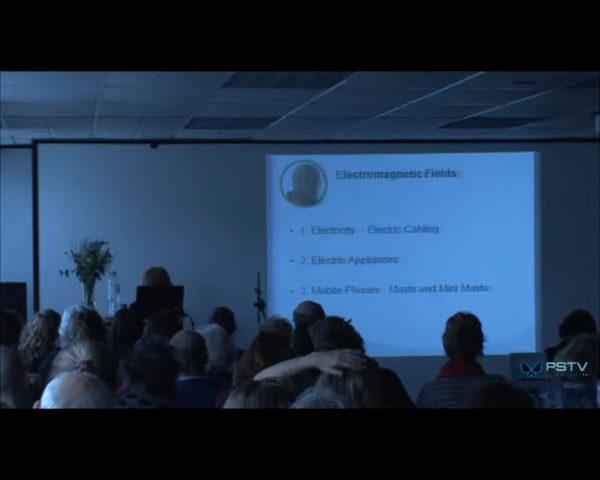 Electromagnetic Fields
• 1. Electricity - Electric Cabling
• 2. Electric Appliances
• 3. Mobile Phones : Masts and Mini Masts
PSTV